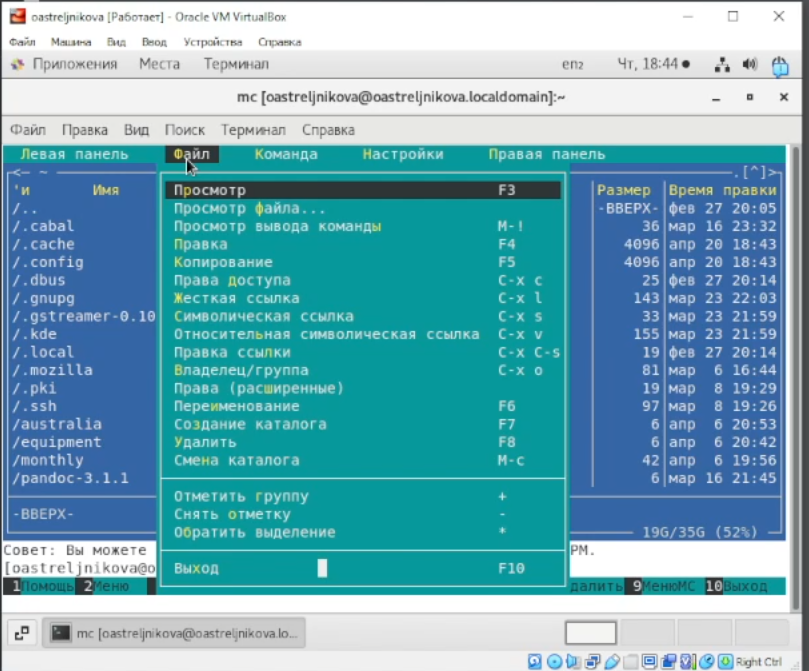 oastreljnikova [Работает] - Oracle VM VirtualBox
Файл Машина Вид Ввод Устройства Справка
Приложения Места Терминал en2 Чт, 18:44
mc [oastreljnikova@oastreljnikova.localdomain]:~
Файл Правка Вид Поиск Терминал Справка
Левая панель Файл Команда Настройки Правая панель
<— ~ .[^]>
'и Имя Размер Время правки
/.. -ВВЕРХ- фев 27 20:05
/.cabal 36 мар 16 23:32
/.cache 4096 апр 20 18:43
/.config 4096 апр 20 18:43
/.dbus 25 фев 27 20:14
/.gnupg 143 мар 23 22:03
/.gstreamer-0.10 33 мар 23 21:59
/.kde 155 мар 23 21:59
/.local 19 фев 27 20:14
/.mozilla 81 мар 6 16:44
/.pki 19 мар 8 19:29
/.ssh 97 мар 8 19:26
/australia 6 апр 6 20:53
/equipment 6 апр 6 20:42
/monthly 42 апр 6 19:56
/pandoc-3.1.1 6 мар 16 21:45
-ВВЕРХ-
19G/35G (52%)
Просмотр F3
Просмотр файла...
Просмотр вывода команды M-!
Правка F4
Копирование F5
Права доступа C-x c
Жесткая ссылка C-x l
Символическая ссылка C-x s
Относительная символическая ссылка C-x v
Правка ссылки C-x C-s
Владелец/группа C-x o
Права (расширенные)
Переименование F6
Создание каталога F7
Удалить F8
Смена каталога M-c
Отметить группу +
Снять отметку -
Обратить выделение *
Выход F10
Совет: Вы можете РМ.
[oastreljnikova@o
1Помощь 2Меню далить 9МенюМС 10Выход
mc [oastreljnikova@oastreljnikova.lo...
Right Ctrl